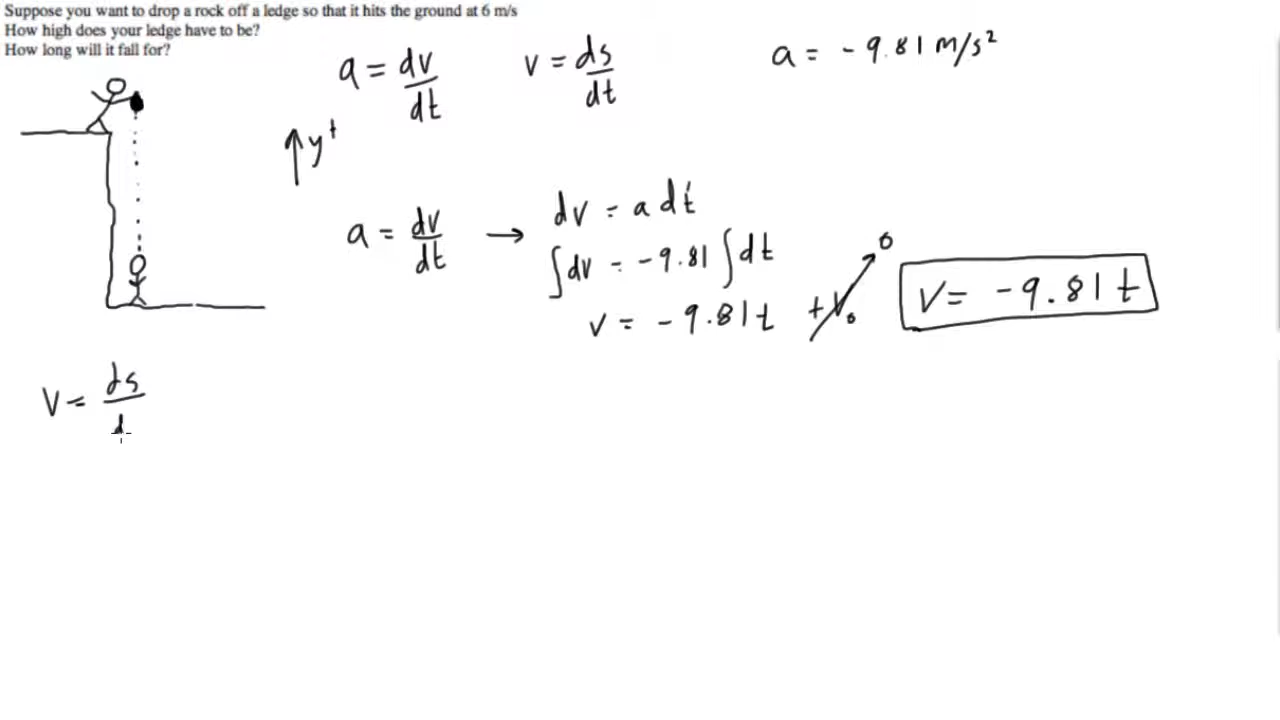 Suppose you want to drop a rock off a ledge so that it hits the ground at 6 m/s
How high does your ledge have to be?
How long will it fall for?
a = dv/dt
v = ds/dt
a = -9.81 m/s²
↑ y⁺
a = dv/dt → dv = a dt
∫dv = -9.81 ∫dt
v = -9.81t + v₀ 0
v = -9.81t
v = ds/d